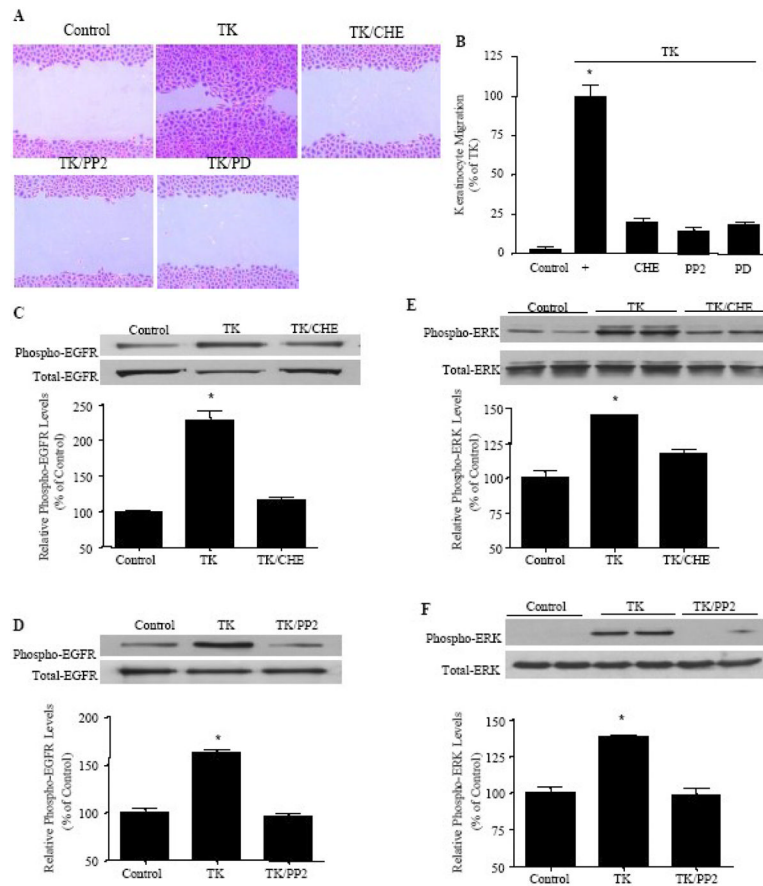 A
Control TK TK/CHE
TK/PP2 TK/PD
B
TK
*
125
100
75
50
25
0
Keratinocyte Migration
(% of TK)
Control + CHE PP2 PD
C
Control TK TK/CHE
Phospho-EGFR
Total-EGFR
250
200
150
100
50
*
Relative Phospho-EGFR Levels
(% of Control)
Control TK TK/CHE
E
Control TK TK/CHE
Phospho-ERK
Total-ERK
150
125
100
75
50
*
Relative Phospho-ERK Levels
(% of Control)
Control TK TK/CHE
D
Control TK TK/PP2
Phospho-EGFR
Total-EGFR
200
150
100
50
*
Relative Phospho-EGFR Levels
(% of Control)
Control TK TK/PP2
F
Control TK TK/PP2
Phospho-ERK
Total-ERK
150
125
100
75
50
*
Relative Phospho-ERK Levels
(% of Control)
Control TK TK/PP2